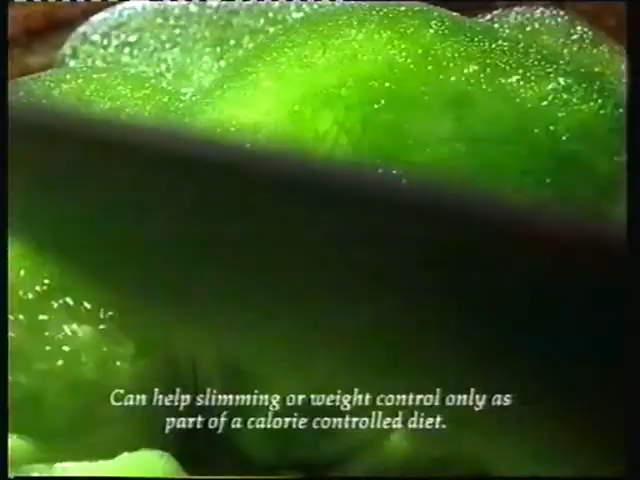 Can help slimming or weight control only as
part of a calorie controlled diet.